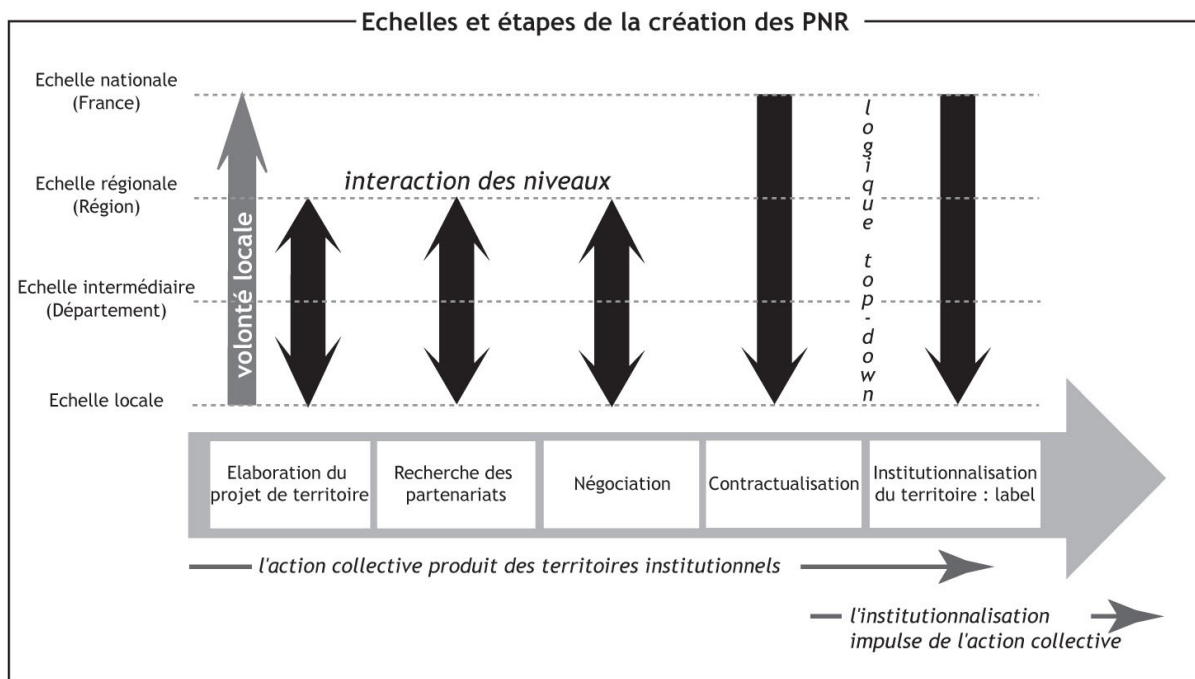 Echelles et étapes de la création des PNR
Echelle nationale
(France)
Echelle régionale
(Région)
Echelle intermédiaire
(Département)
Echelle locale
volonté locale
interaction des niveaux
logique top-down
Elaboration du
projet de territoire
Recherche des
partenariats
Négociation
Contractualisation
Institutionnalisation
du territoire : label
l'action collective produit des territoires institutionnels
l'institutionnalisation
impulse de l'action collective